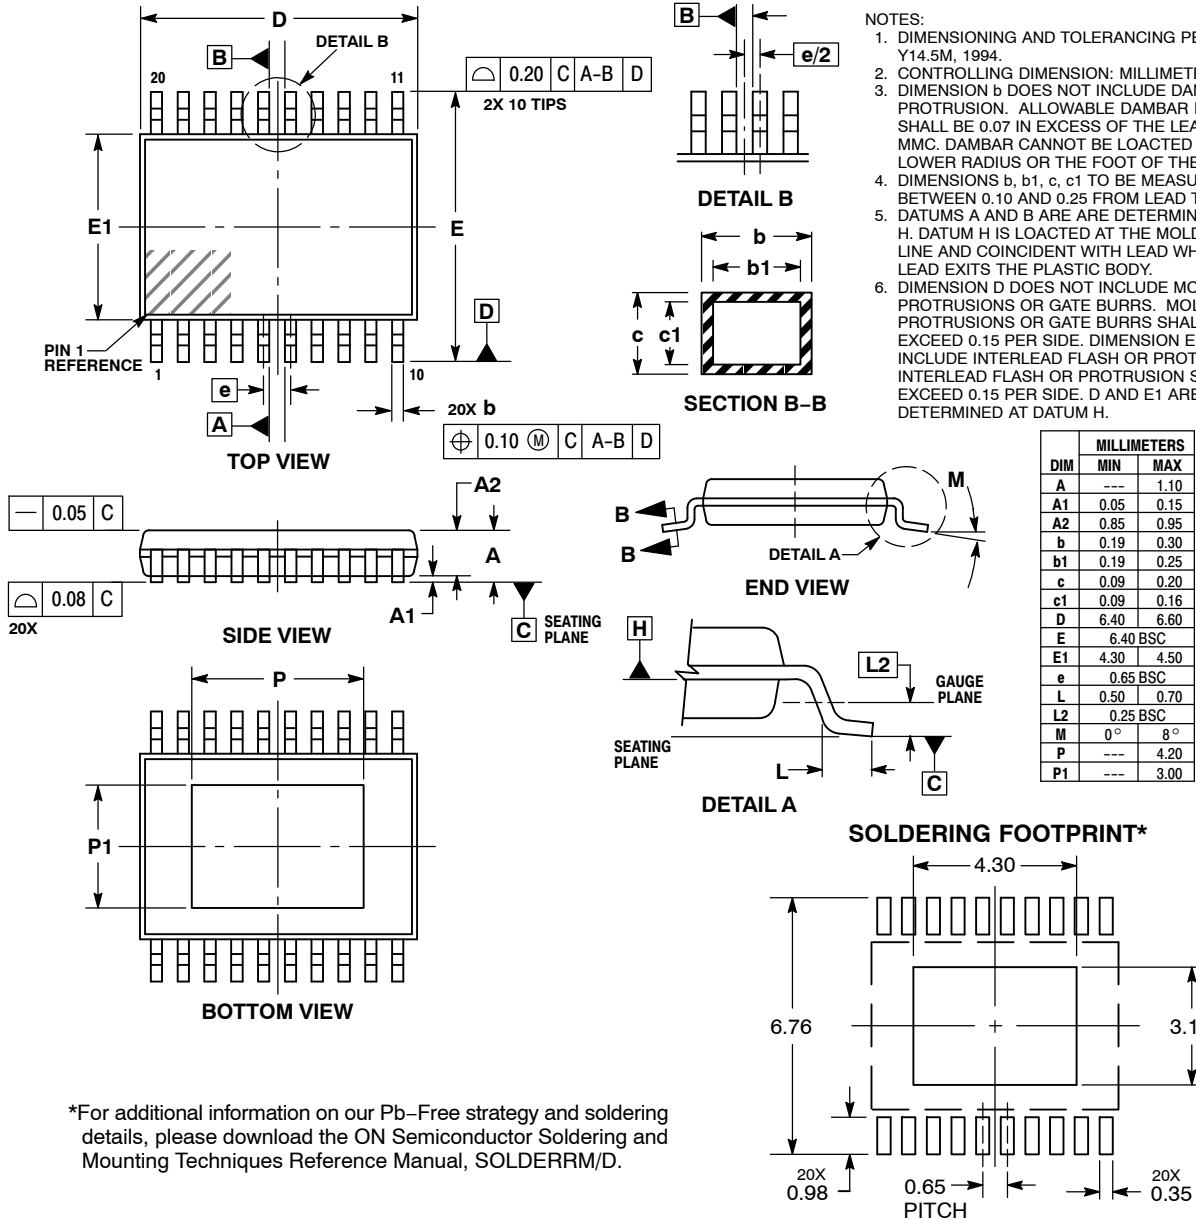 D
B
DETAIL B
20
11
⌓ 0.20 C A–B D
2X 10 TIPS
E1
E
D
PIN 1
REFERENCE
1
10
e
20X b
A
⌖ 0.10 Ⓜ C A–B D
TOP VIEW
B
e/2
DETAIL B
b
b1
c
c1
SECTION B–B
NOTES:
1. DIMENSIONING AND TOLERANCING
Y14.5M, 1994.
2. CONTROLLING DIMENSION:
3. DIMENSION b DOES NOT INCLUDE
PROTRUSION. ALLOWABLE DAMBAR
SHALL BE 0.07 IN EXCESS OF THE
MMC. DAMBAR CANNOT BE LOACTED
LOWER RADIUS OR THE FOOT OF THE
4. DIMENSIONS b, b1, c, c1 TO BE
BETWEEN 0.10 AND 0.25 FROM LEAD
5. DATUMS A AND B ARE ARE
H. DATUM H IS LOACTED AT THE MOLD
LINE AND COINCIDENT WITH LEAD
LEAD EXITS THE PLASTIC BODY.
6. DIMENSION D DOES NOT INCLUDE
PROTRUSIONS OR GATE BURRS.
PROTRUSIONS OR GATE BURRS
EXCEED 0.15 PER SIDE. DIMENSION
INCLUDE INTERLEAD FLASH OR
INTERLEAD FLASH OR PROTRUSION
EXCEED 0.15 PER SIDE. D AND E1 ARE
DETERMINED AT DATUM H.
MILLIMETERS
DIM MIN MAX
A --- 1.10
A1 0.05 0.15
A2 0.85 0.95
b 0.19 0.30
b1 0.19 0.25
c 0.09 0.20
c1 0.09 0.16
D 6.40 6.60
E 6.40 BSC
E1 4.30 4.50
e 0.65 BSC
L 0.50 0.70
L2 0.25 BSC
M 0° 8°
P --- 4.20
P1 --- 3.00
— 0.05 C
A2
A
⌓ 0.08 C
20X
A1
C SEATING
PLANE
SIDE VIEW
B
B
M
DETAIL A
END VIEW
H
L2
GAUGE
PLANE
SEATING
PLANE
L
C
DETAIL A
P
P1
BOTTOM VIEW
SOLDERING FOOTPRINT*
4.30
6.76
20X
0.98
0.65
PITCH
20X
0.35
*For additional information on our Pb–Free strategy and soldering
details, please download the ON Semiconductor Soldering and
Mounting Techniques Reference Manual, SOLDERRM/D.